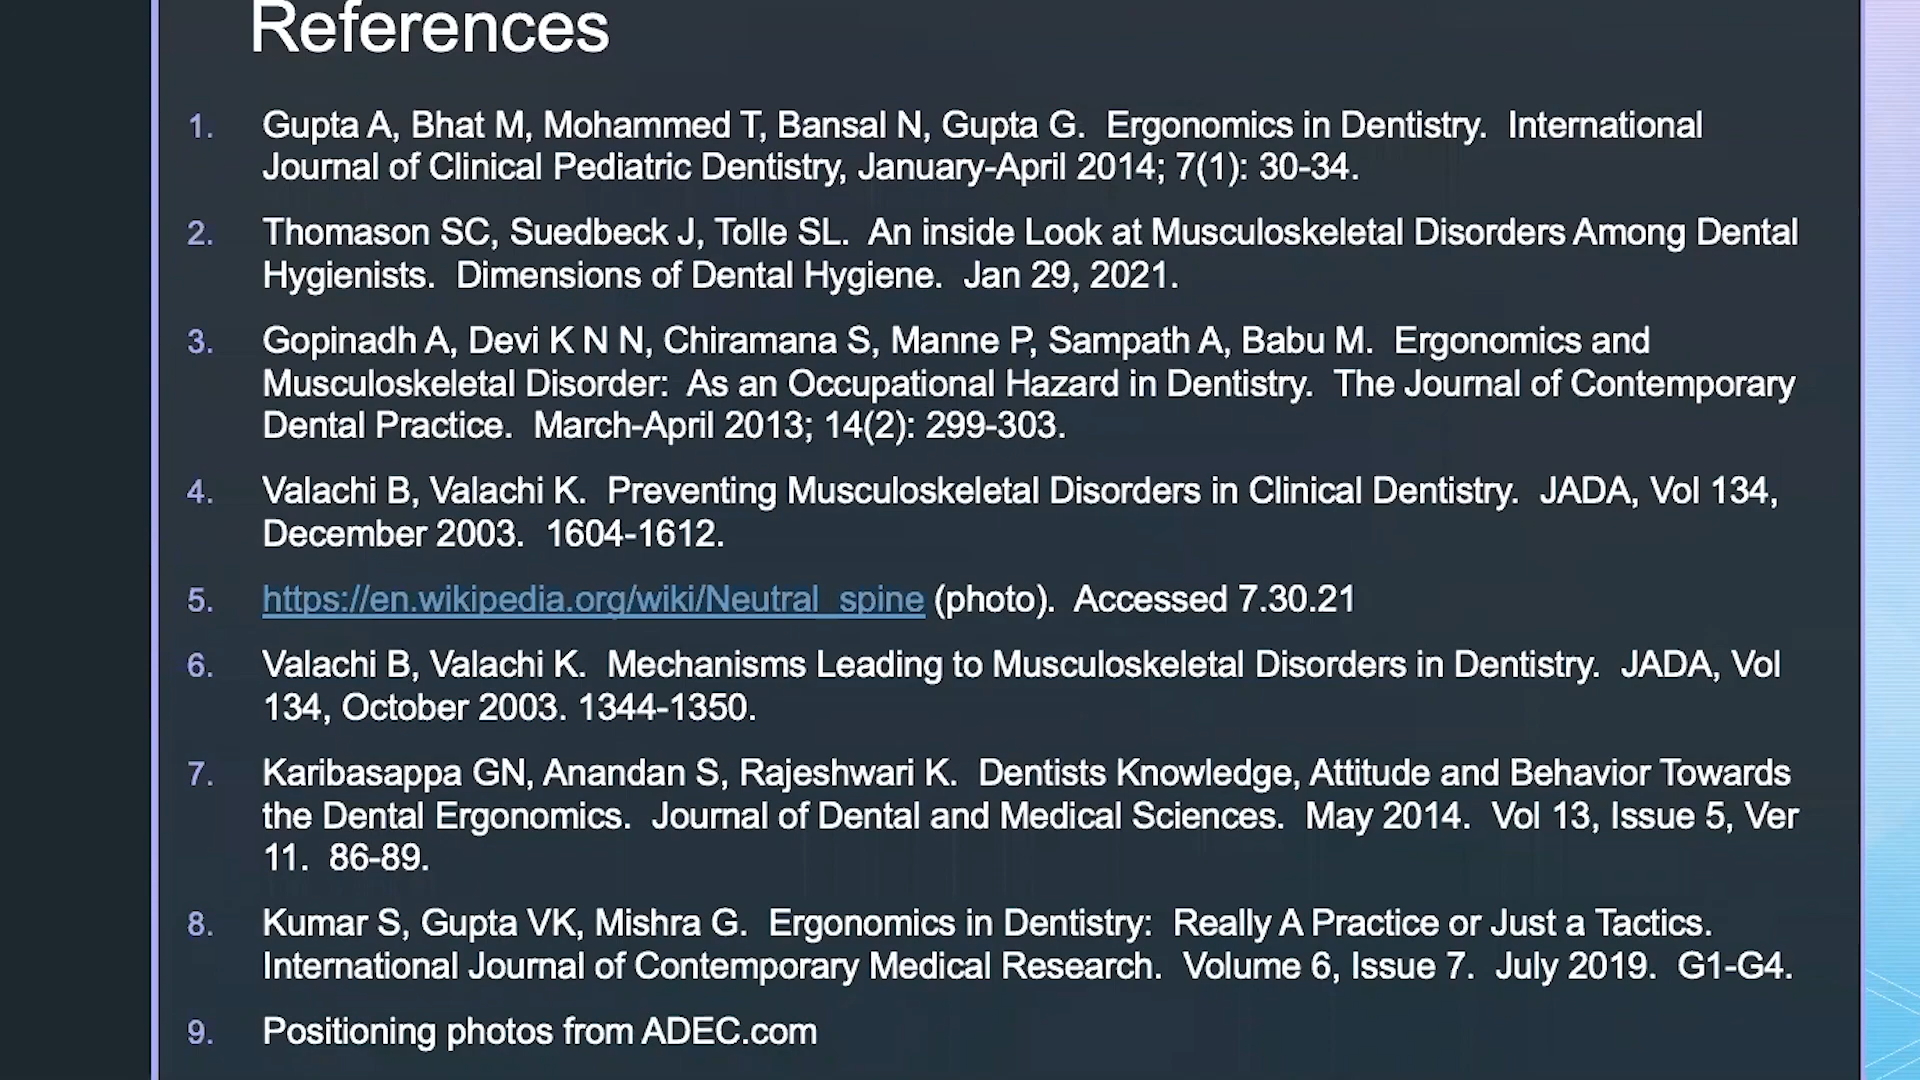 References
1. Gupta A, Bhat M, Mohammed T, Bansal N, Gupta G.  Ergonomics in Dentistry.  International
Journal of Clinical Pediatric Dentistry, January-April 2014; 7(1): 30-34.
2. Thomason SC, Suedbeck J, Tolle SL.  An inside Look at Musculoskeletal Disorders Among Dental
Hygienists.  Dimensions of Dental Hygiene.  Jan 29, 2021.
3. Gopinadh A, Devi K N N, Chiramana S, Manne P, Sampath A, Babu M.  Ergonomics and
Musculoskeletal Disorder:  As an Occupational Hazard in Dentistry.  The Journal of Contemporary
Dental Practice.  March-April 2013; 14(2): 299-303.
4. Valachi B, Valachi K.  Preventing Musculoskeletal Disorders in Clinical Dentistry.  JADA, Vol 134,
December 2003.  1604-1612.
5. https://en.wikipedia.org/wiki/Neutral_spine (photo).  Accessed 7.30.21
6. Valachi B, Valachi K.  Mechanisms Leading to Musculoskeletal Disorders in Dentistry.  JADA, Vol
134, October 2003. 1344-1350.
7. Karibasappa GN, Anandan S, Rajeshwari K.  Dentists Knowledge, Attitude and Behavior Towards
the Dental Ergonomics.  Journal of Dental and Medical Sciences.  May 2014.  Vol 13, Issue 5, Ver
11.  86-89.
8. Kumar S, Gupta VK, Mishra G.  Ergonomics in Dentistry:  Really A Practice or Just a Tactics.
International Journal of Contemporary Medical Research.  Volume 6, Issue 7.  July 2019.  G1-G4.
9. Positioning photos from ADEC.com